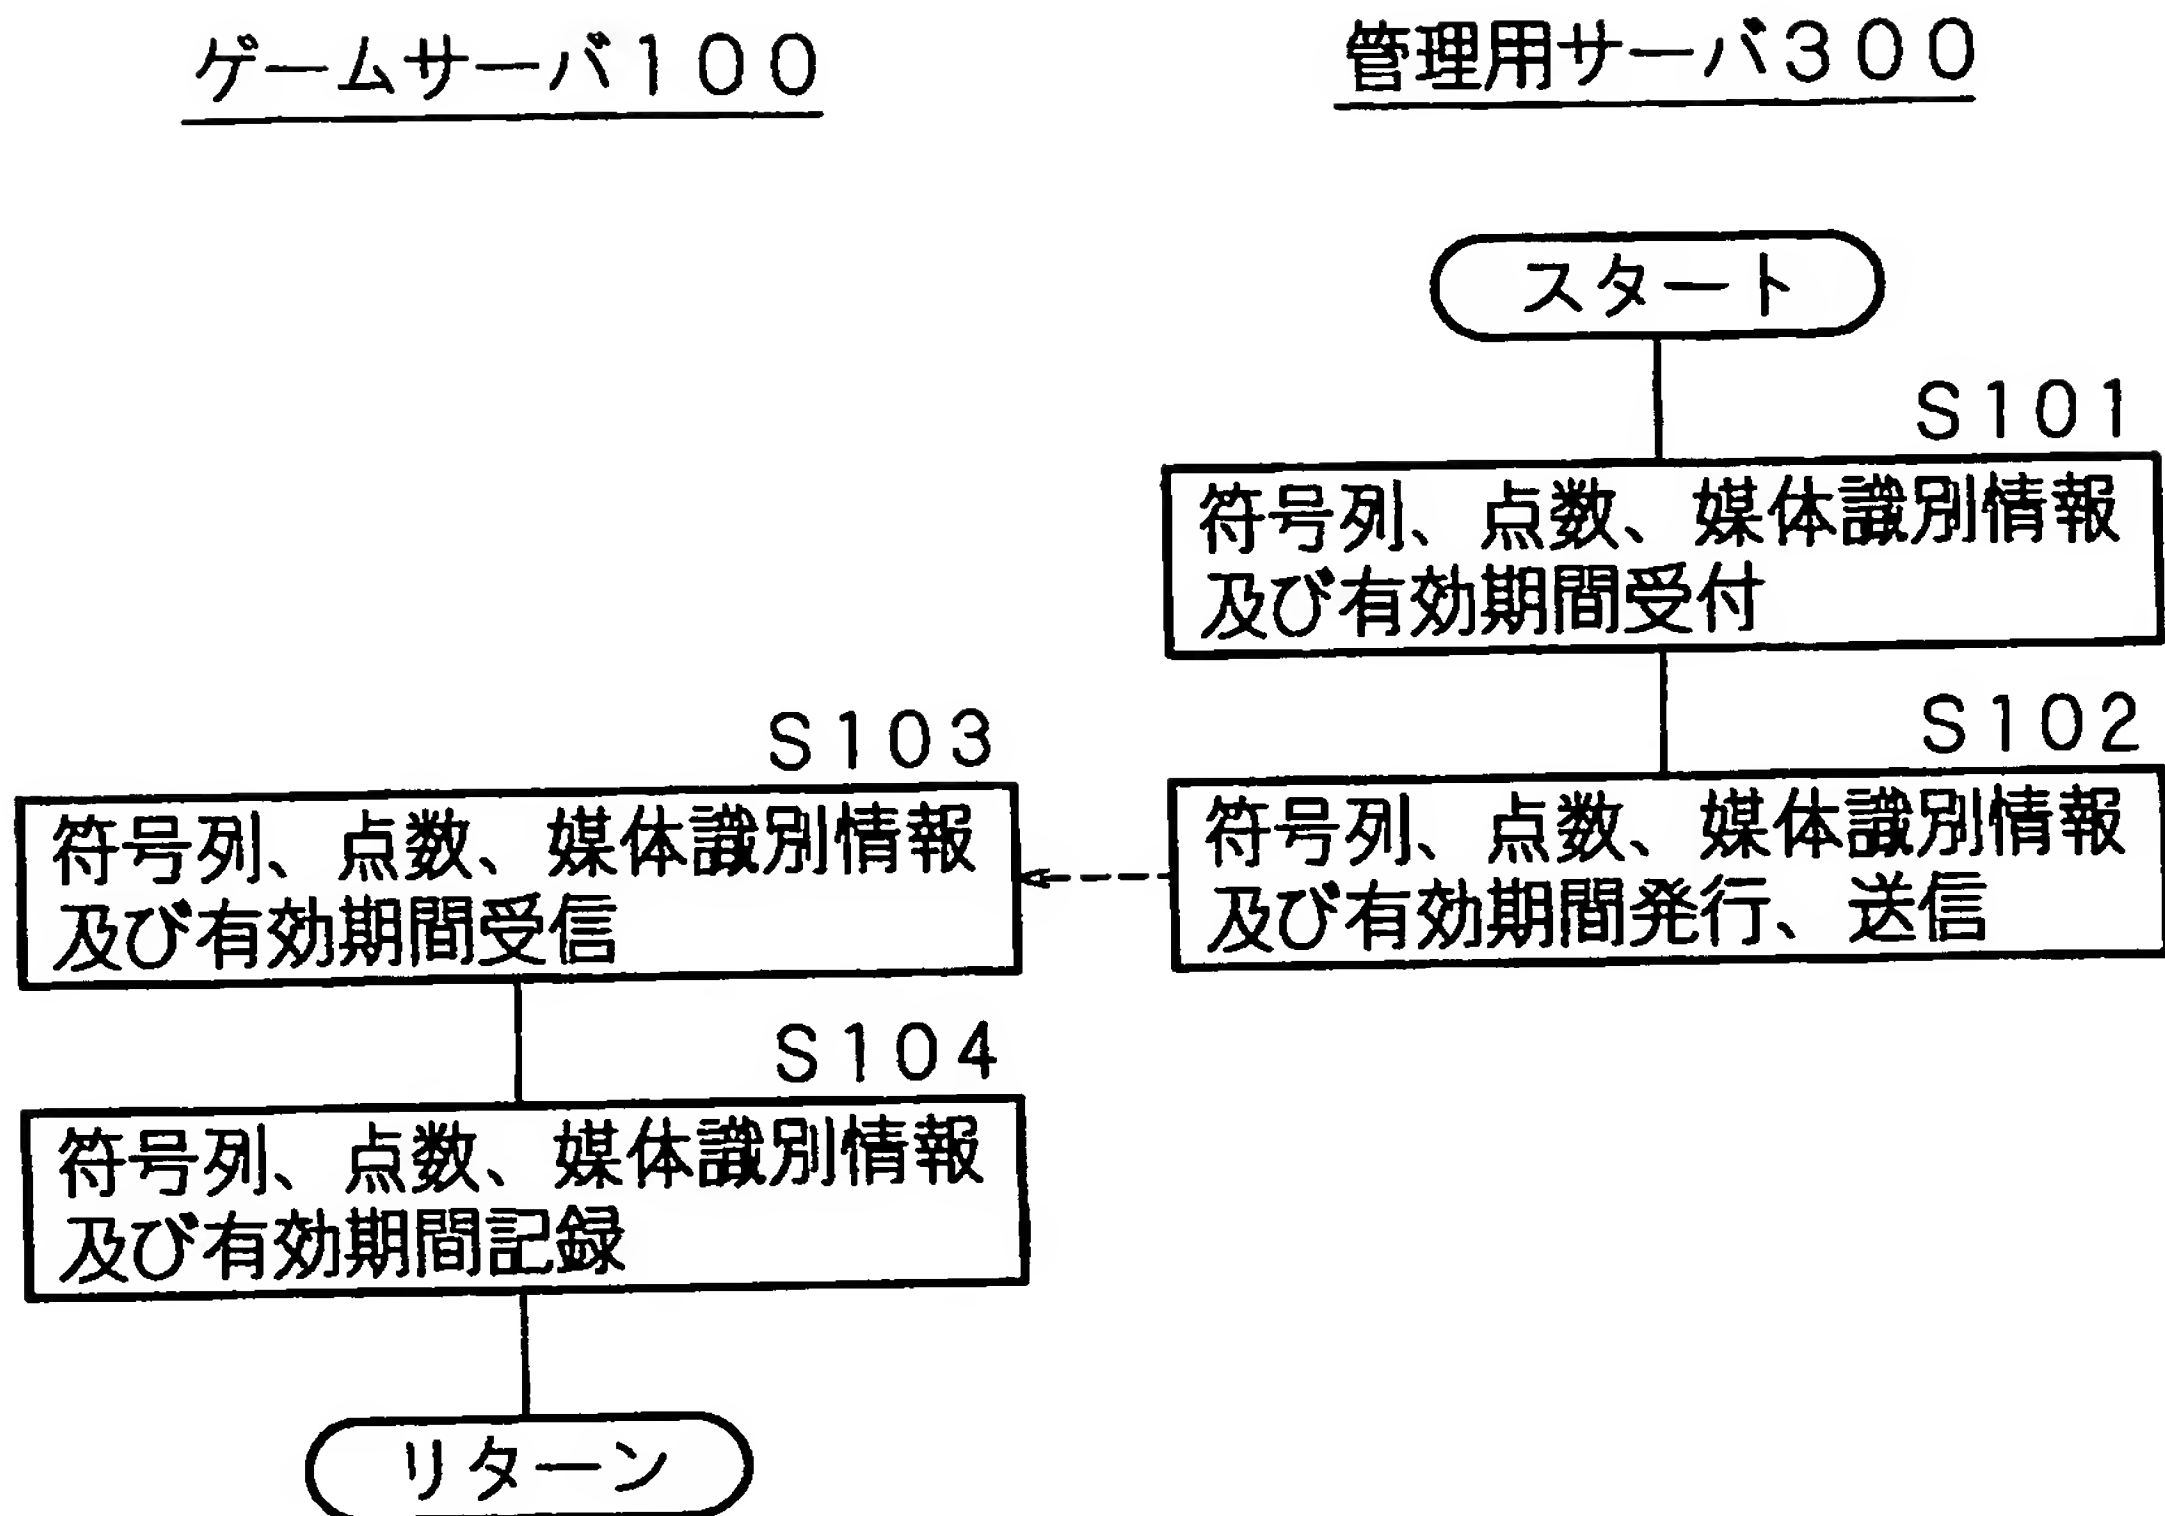 ゲームサーバ100
管理用サーバ300
スタート
S101
符号列、点数、媒体識別情報
及び有効期間受付
S102
符号列、点数、媒体識別情報
及び有効期間発行、送信
S103
符号列、点数、媒体識別情報
及び有効期間受信
S104
符号列、点数、媒体識別情報
及び有効期間記録
リターン